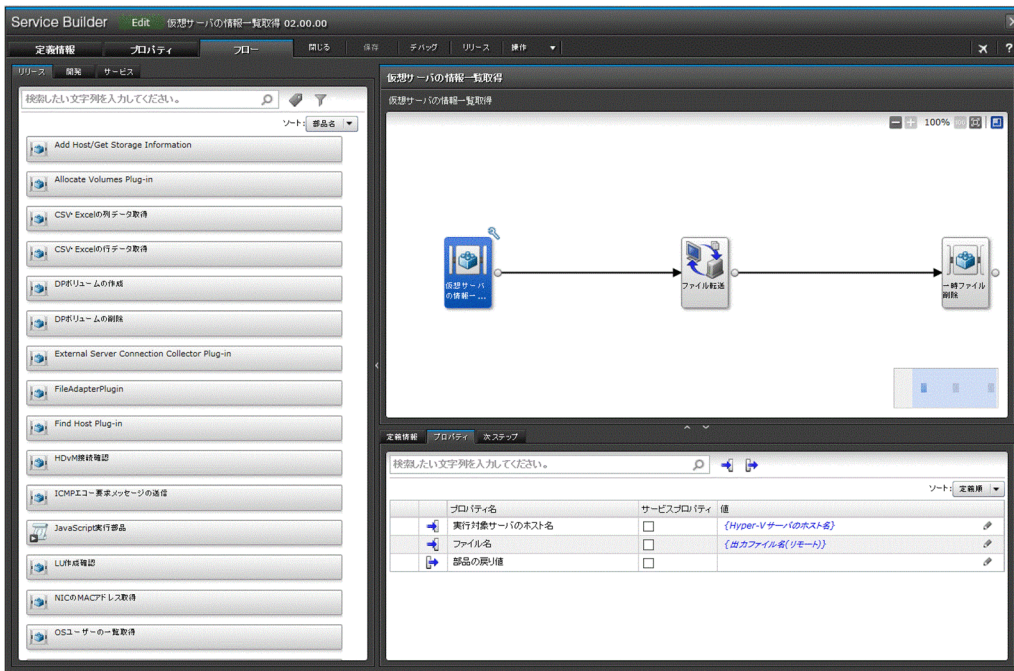 Service Builder Edit 仮想サーバの情報一覧取得 02.00.00
定義情報 プロパティ フロー 閉じる 保存 デバッグ リリース 操作
リリース 開発 サービス
検索したい文字列を入力してください。
ソート: 部品名
Add Host/Get Storage Information
Allocate Volumes Plug-in
CSV・Excelの列データ取得
CSV・Excelの行データ取得
DPボリュームの作成
DPボリュームの削除
External Server Connection Collector Plug-in
FileAdapterPlugin
Find Host Plug-in
HDvM接続確認
ICMPエコー要求メッセージの送信
JavaScript実行部品
LU作成確認
NICのMACアドレス取得
OSユーザーの一覧取得
仮想サーバの情報一覧取得
仮想サーバの情報一覧取得
100%
仮想サーバ
の情報一...
ファイル転送
一時ファイル
削除
定義情報 プロパティ 次ステップ
検索したい文字列を入力してください。
ソート: 定義順
プロパティ名 サービスプロパティ 値
実行対象サーバのホスト名 {Hyper-Vサーバのホスト名}
ファイル名 {出力ファイル名(リモート)}
部品の戻り値